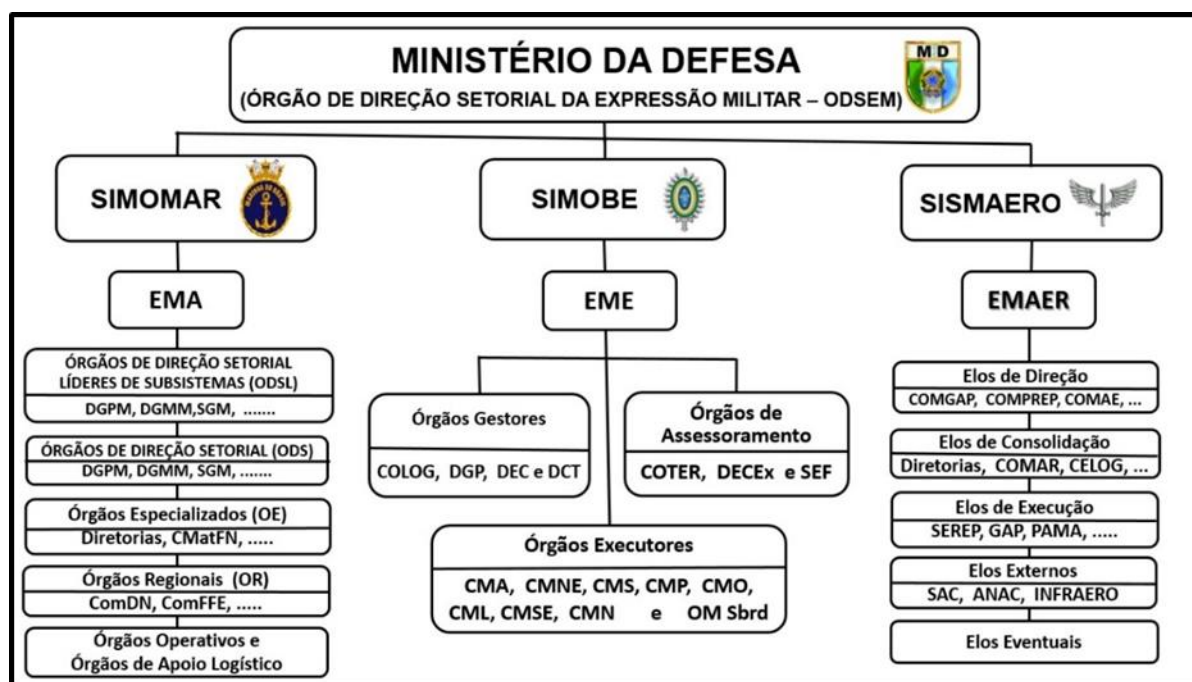 MINISTÉRIO DA DEFESA
(ÓRGÃO DE DIREÇÃO SETORIAL DA EXPRESSÃO MILITAR – ODSEM)
MD
SIMOMAR
SIMOBE
SISMAERO
EMA
EME
EMAER
ÓRGÃOS DE DIREÇÃO SETORIAL
LÍDERES DE SUBSISTEMAS (ODSL)
DGPM, DGMM,SGM, .......
ÓRGÃOS DE DIREÇÃO SETORIAL (ODS)
DGPM, DGMM, SGM, .......
Órgãos Especializados (OE)
Diretorias, CMatFN, .....
Órgãos Regionais (OR)
ComDN, ComFFE, .....
Órgãos Operativos e
Órgãos de Apoio Logístico
Órgãos Gestores
COLOG, DGP, DEC e DCT
Órgãos de
Assessoramento
COTER, DECEx e SEF
Órgãos Executores
CMA, CMNE, CMS, CMP, CMO,
CML, CMSE, CMN e OM Sbrd
Elos de Direção
COMGAP, COMPREP, COMAE, ...
Elos de Consolidação
Diretorias, COMAR, CELOG, ...
Elos de Execução
SEREP, GAP, PAMA, .....
Elos Externos
SAC, ANAC, INFRAERO
Elos Eventuais